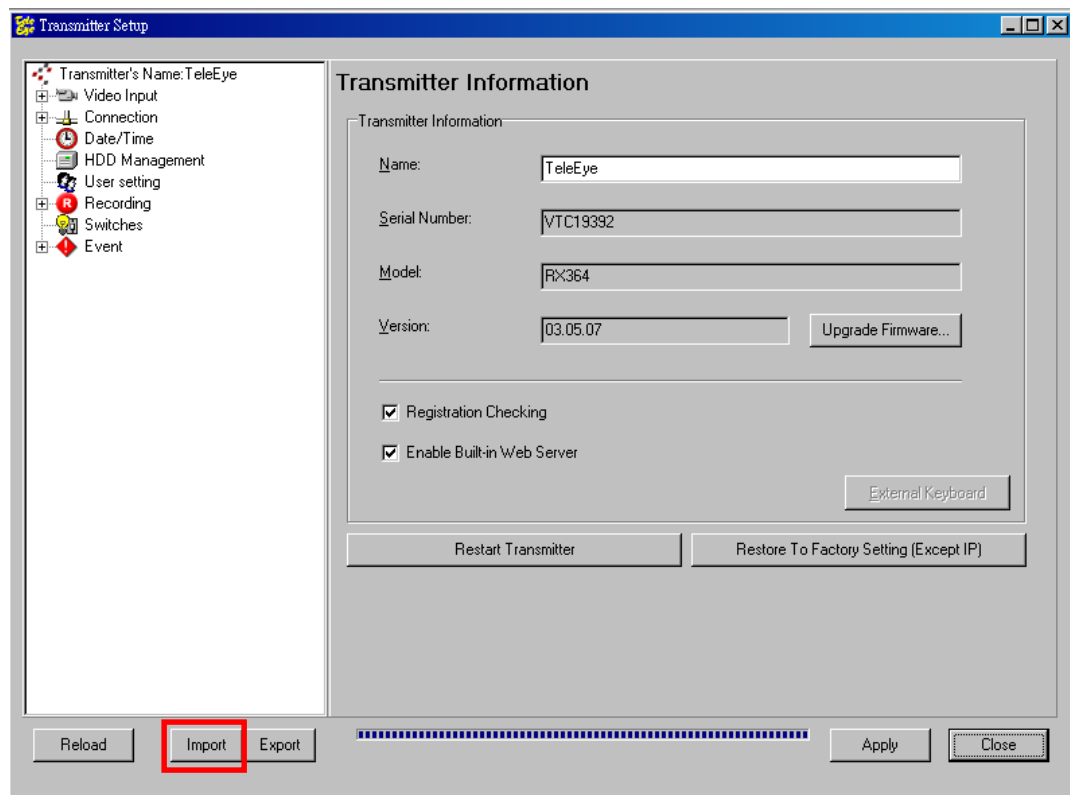 Tele Eye Transmitter Setup
Transmitter's Name:TeleEye
Video Input
Connection
Date/Time
HDD Management
User setting
R Recording
Switches
Event
Transmitter Information
Transmitter Information
Name: TeleEye
Serial Number: VTC19392
Model: RX364
Version: 03.05.07 Upgrade Firmware...
Registration Checking
Enable Built-in Web Server
External Keyboard
Restart Transmitter Restore To Factory Setting (Except IP)
Reload Import Export Apply Close